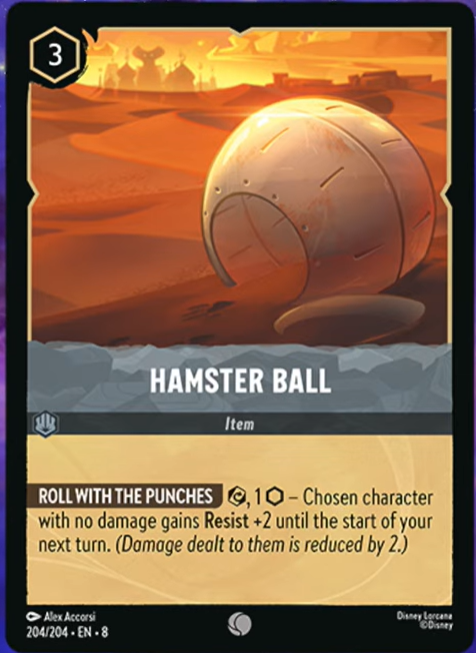 3
HAMSTER BALL
Item
ROLL WITH THE PUNCHES , 1 – Chosen character
with no damage gains Resist +2 until the start of your
next turn. (Damage dealt to them is reduced by 2.)
Alex Accorsi
Disney Lorcana
204/204 • EN • 8
©Disney